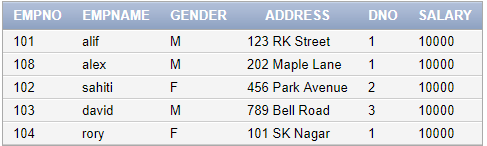 EMPNO EMPNAME GENDER ADDRESS DNO SALARY
101 alif M 123 RK Street 1 10000
108 alex M 202 Maple Lane 1 10000
102 sahiti F 456 Park Avenue 2 10000
103 david M 789 Bell Road 3 10000
104 rory F 101 SK Nagar 1 10000